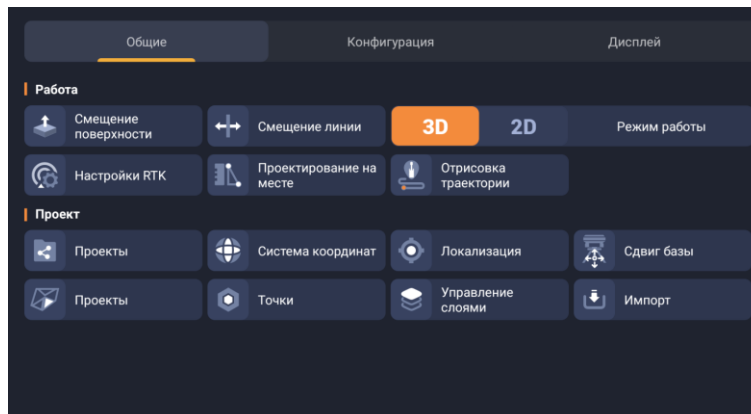 Общие Конфигурация Дисплей
Работа
Смещение
поверхности
Смещение линии
3D 2D Режим работы
Настройки RTK
Проектирование на
месте
Отрисовка
траектории
Проект
Проекты
Система координат
Локализация
Сдвиг базы
Проекты
Точки
Управление
слоями
Импорт